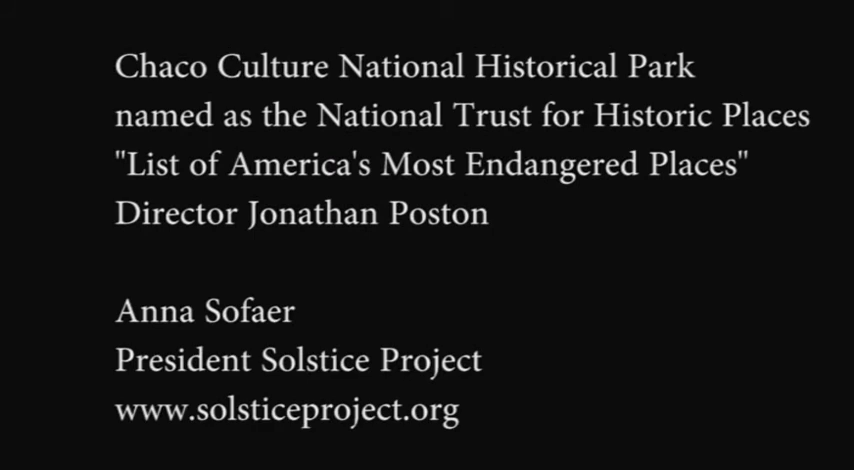 Chaco Culture National Historical Park
named as the National Trust for Historic Places
"List of America's Most Endangered Places"
Director Jonathan Poston
Anna Sofaer
President Solstice Project
www.solsticeproject.org